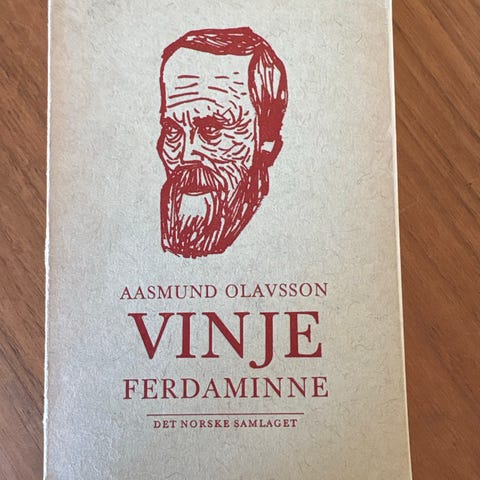 AASMUND OLAVSSON
VINJE
FERDAMINNE
DET NORSKE SAMLAGET